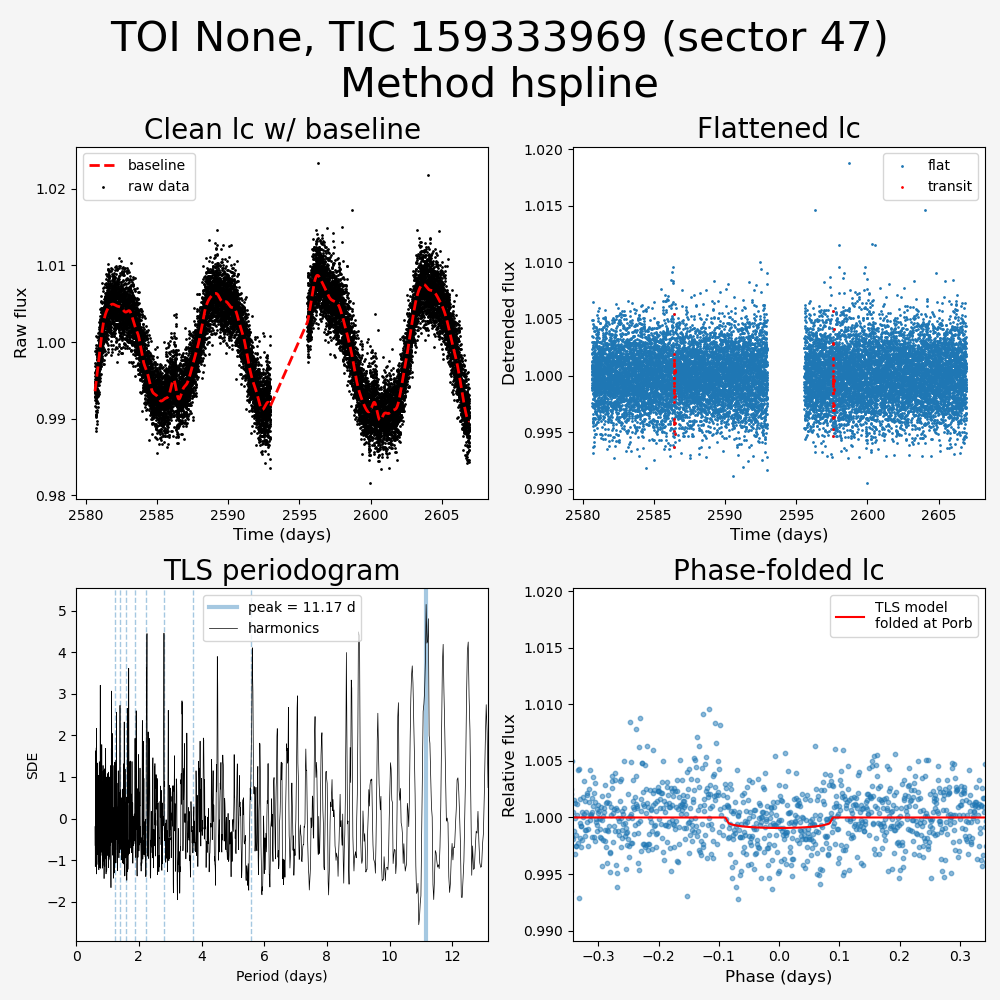 TOI None, TIC 159333969 (sector 47)
Method hspline
Clean lc w/ baseline
baseline
raw data
1.02
1.01
1.00
0.99
0.98
Raw flux
2580
2585
2590
2595
2600
2605
Time (days)
Flattened lc
flat
transit
1.020
1.015
1.010
1.005
1.000
0.995
0.990
Detrended flux
2580
2585
2590
2595
2600
2605
Time (days)
TLS periodogram
peak = 11.17 d
harmonics
5
4
3
2
1
0
−1
−2
SDE
0
2
4
6
8
10
12
Period (days)
Phase-folded lc
TLS model
folded at Porb
1.020
1.015
1.010
1.005
1.000
0.995
0.990
Relative flux
−0.3
−0.2
−0.1
0.0
0.1
0.2
0.3
Phase (days)